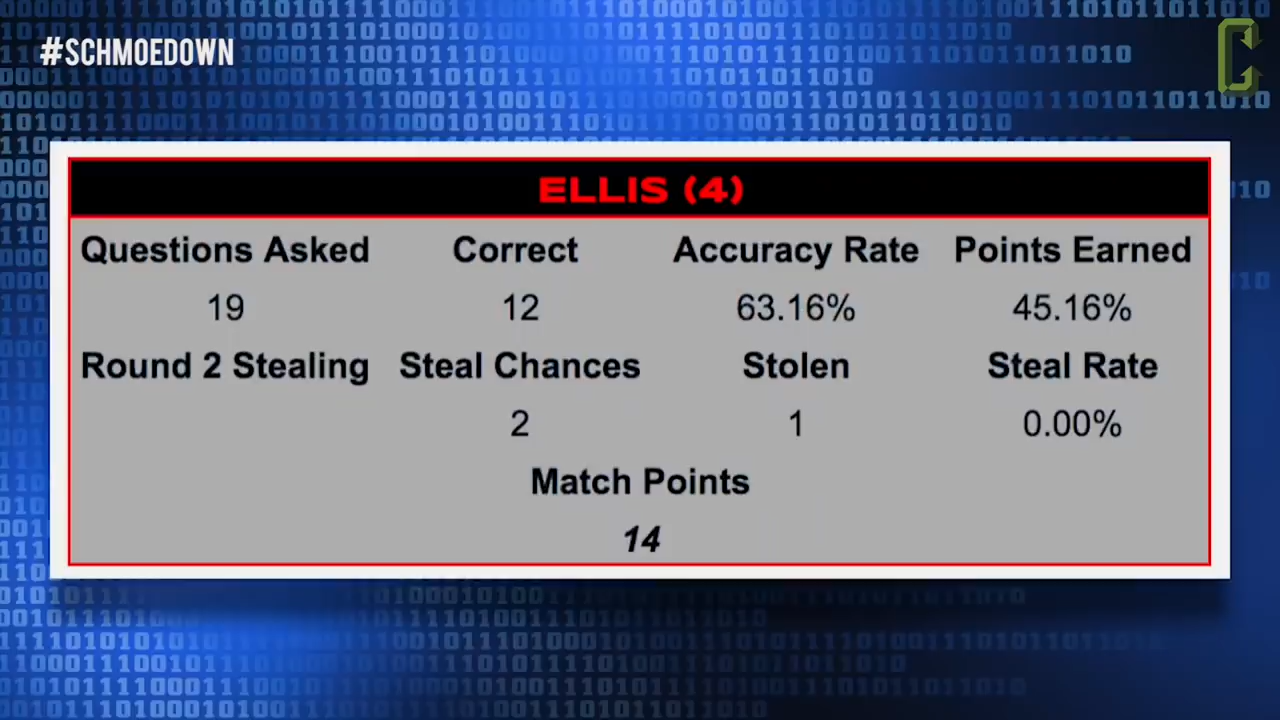 #SCHMOEDOWN
ELLIS (4)
Questions Asked Correct Accuracy Rate Points Earned
19 12 63.16% 45.16%
Round 2 Stealing Steal Chances Stolen Steal Rate
2 1 0.00%
Match Points
14